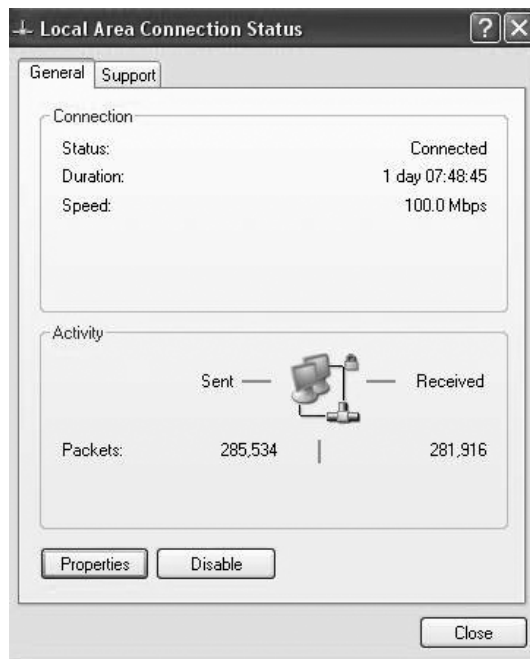 Local Area Connection Status
General Support
Connection
Status: Connected
Duration: 1 day 07:48:45
Speed: 100.0 Mbps
Activity
Sent Received
Packets: 285,534 281,916
Properties Disable
Close